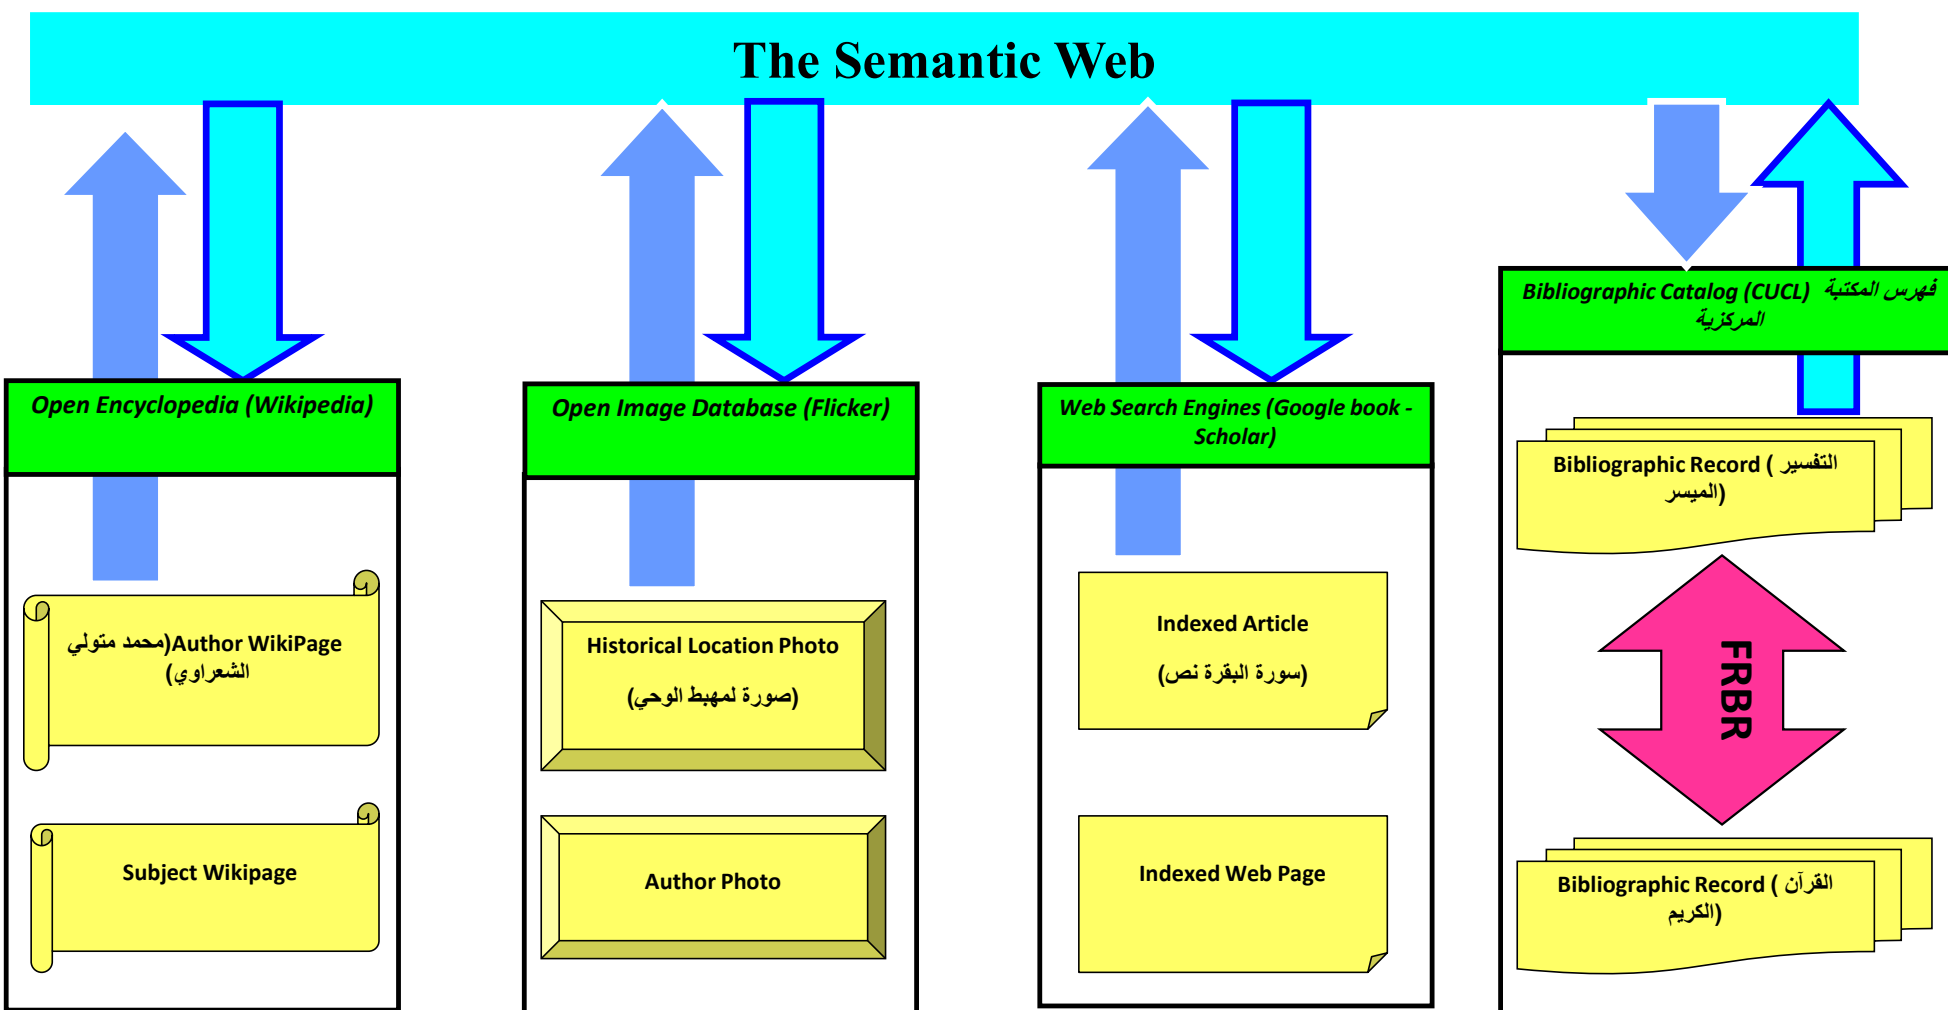 The Semantic Web
Open Encyclopedia (Wikipedia)
Author WikiPage(محمد متولي
الشعراوي)
Subject Wikipage
Open Image Database (Flicker)
Historical Location Photo
(صورة لمهبط الوحي)
Author Photo
Web Search Engines (Google book -
Scholar)
Indexed Article
(سورة البقرة نص)
Indexed Web Page
Bibliographic Catalog (CUCL) فهرس المكتبة
المركزية
Bibliographic Record ( التفسير
الميسر)
FRBR
Bibliographic Record ( القرآن
الكريم)